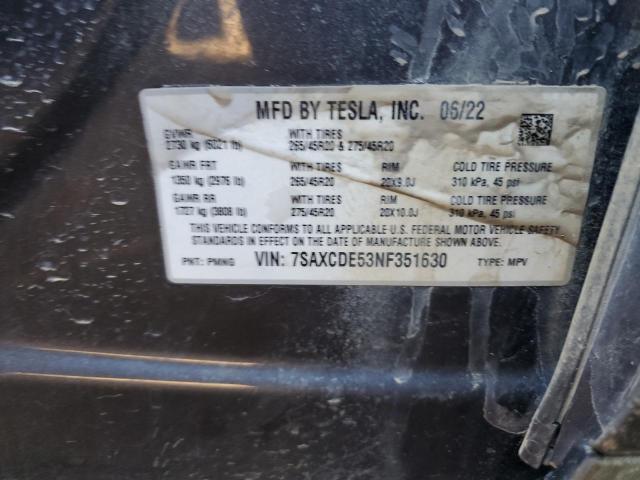 MFD BY TESLA, INC. 06/22
GVWR WITH TIRES
2730 kg (6021 lb) 265/45R20 & 275/45R20
GAWR FRT WITH TIRES RIM COLD TIRE PRESSURE
1350 kg (2976 lb) 265/45R20 20X9.0J 310 kPa, 45 psi
GAWR RR WITH TIRES RIM COLD TIRE PRESSURE
1727 kg (3808 lb) 275/45R20 20X10.0J 310 kPa, 45 psi
THIS VEHICLE CONFORMS TO ALL APPLICABLE U.S. FEDERAL MOTOR VEHICLE SAFETY
STANDARDS IN EFFECT ON THE DATE OF MANUFACTURE SHOWN ABOVE.
PNT: PMNG VIN: 7SAXCDE53NF351630 TYPE: MPV